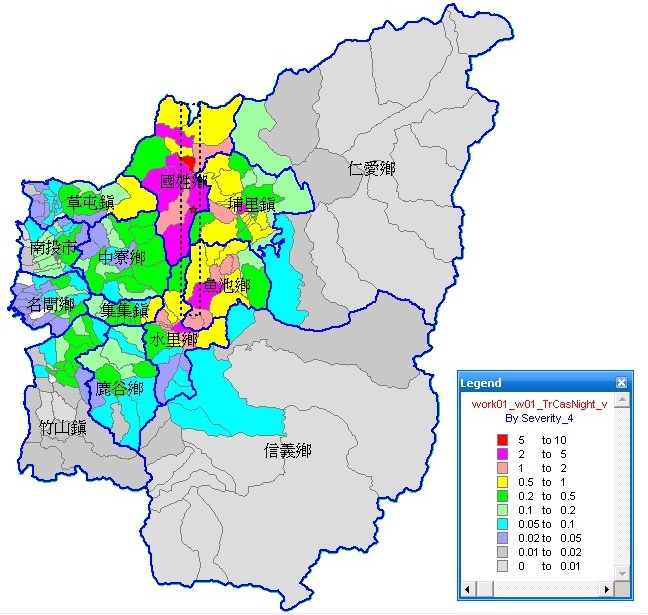 仁愛鄉
國姓鄉
草屯鎮
埔里鎮
南投市
中寮鄉
魚池鄉
名間鄉
集集鎮
水里鄉
鹿谷鄉
竹山鎮
信義鄉
Legend
work01_w01_TrCasNight_v
By Severity_4
5 to 10
2 to 5
1 to 2
0.5 to 1
0.2 to 0.5
0.1 to 0.2
0.05 to 0.1
0.02 to 0.05
0.01 to 0.02
0 to 0.01